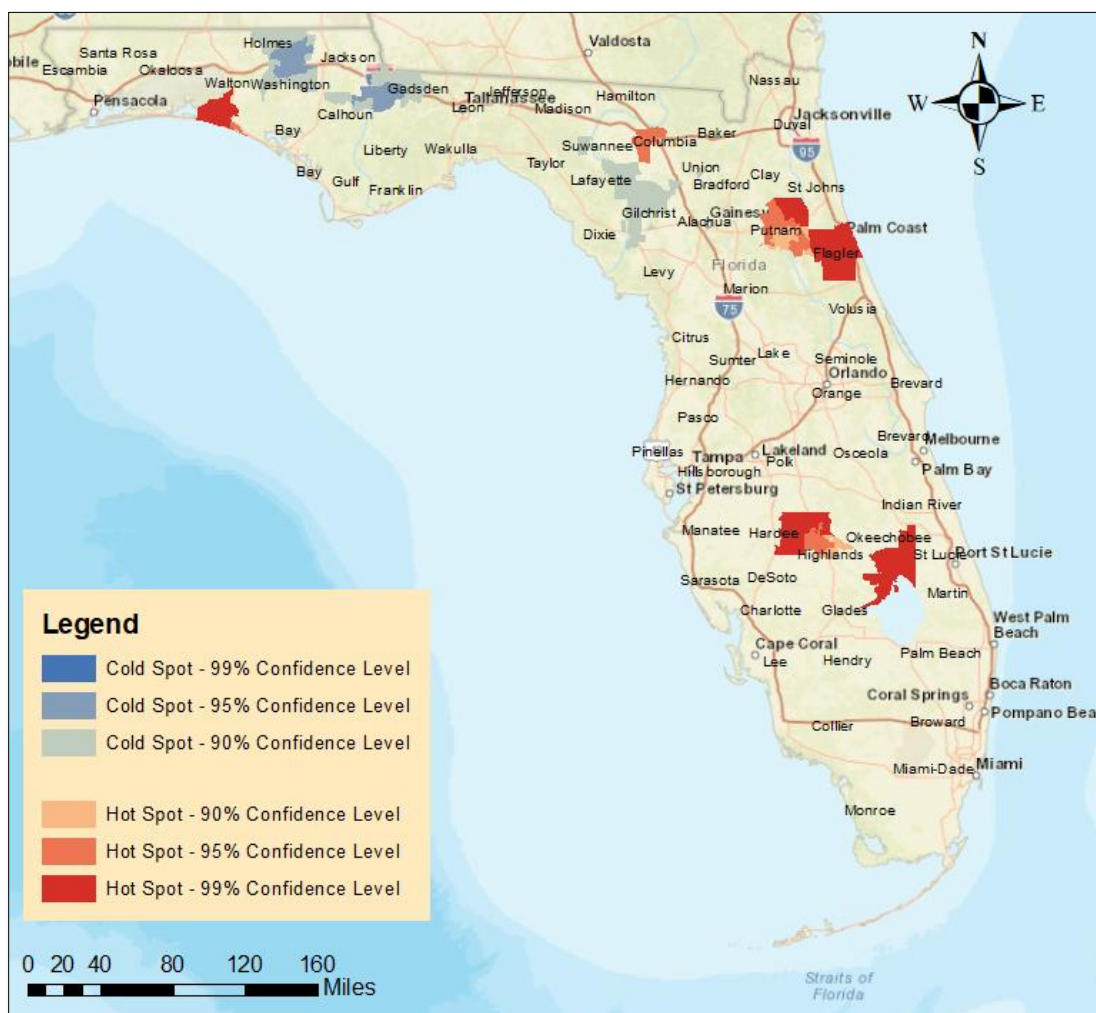 Holmes
Jackson
Valdosta
Santa Rosa
Escambia
Okaloosa
Walton
Washington
Gadsden
Jefferson
Hamilton
Nassau
Pensacola
Tallahassee
Leon
Madison
Calhoun
Bay
Liberty
Wakulla
Taylor
Suwannee
Columbia
Baker
Duval
Jacksonville
95
Bay
Gulf
Franklin
Lafayette
Union
Bradford
Clay
St Johns
Gilchrist
Alachua
Putnam
Palm Coast
Dixie
Flagler
Levy
Florida
Marion
75
Volusia
Citrus
Sumter
Lake
Seminole
Hernando
Orlando
Orange
Brevard
Pasco
Pinellas
Tampa
Lakeland
Polk
Osceola
Brevard
Melbourne
Hillsborough
Palm Bay
St Petersburg
Indian River
Manatee
Hardee
Okeechobee
Highlands
St Lucie
Port St Lucie
Sarasota
DeSoto
Martin
Charlotte
Glades
West Palm
Beach
Cape Coral
Lee
Hendry
Palm Beach
Boca Raton
Coral Springs
Pompano Bea
Collier
Broward
Miami-Dade
Miami
Monroe
Straits of
Florida
N
W
E
S
Legend
Cold Spot - 99% Confidence Level
Cold Spot - 95% Confidence Level
Cold Spot - 90% Confidence Level
Hot Spot - 90% Confidence Level
Hot Spot - 95% Confidence Level
Hot Spot - 99% Confidence Level
0 20 40 80 120 160
Miles